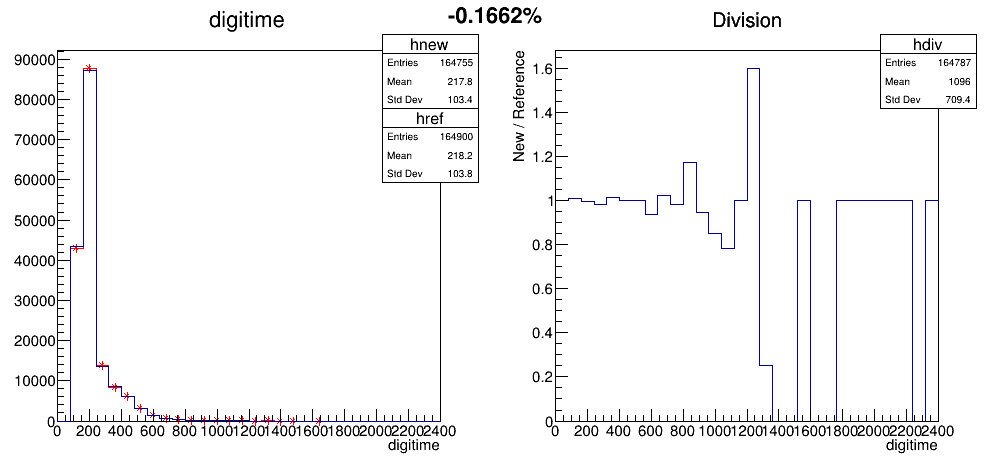 -0.1662%
digitime
hnew
Entries 164755
Mean 217.8
Std Dev 103.4
href
Entries 164900
Mean 218.2
Std Dev 103.8
90000
80000
70000
60000
50000
40000
30000
20000
10000
0
0 200 400 600 800 1000 1200 1400 1600 1800 2000 2200 2400
digitime
Division
hdiv
Entries 164787
Mean 1096
Std Dev 709.4
New / Reference
1.6
1.4
1.2
1
0.8
0.6
0.4
0.2
0
0 200 400 600 800 1000 1200 1400 1600 1800 2000 2200 2400
digitime